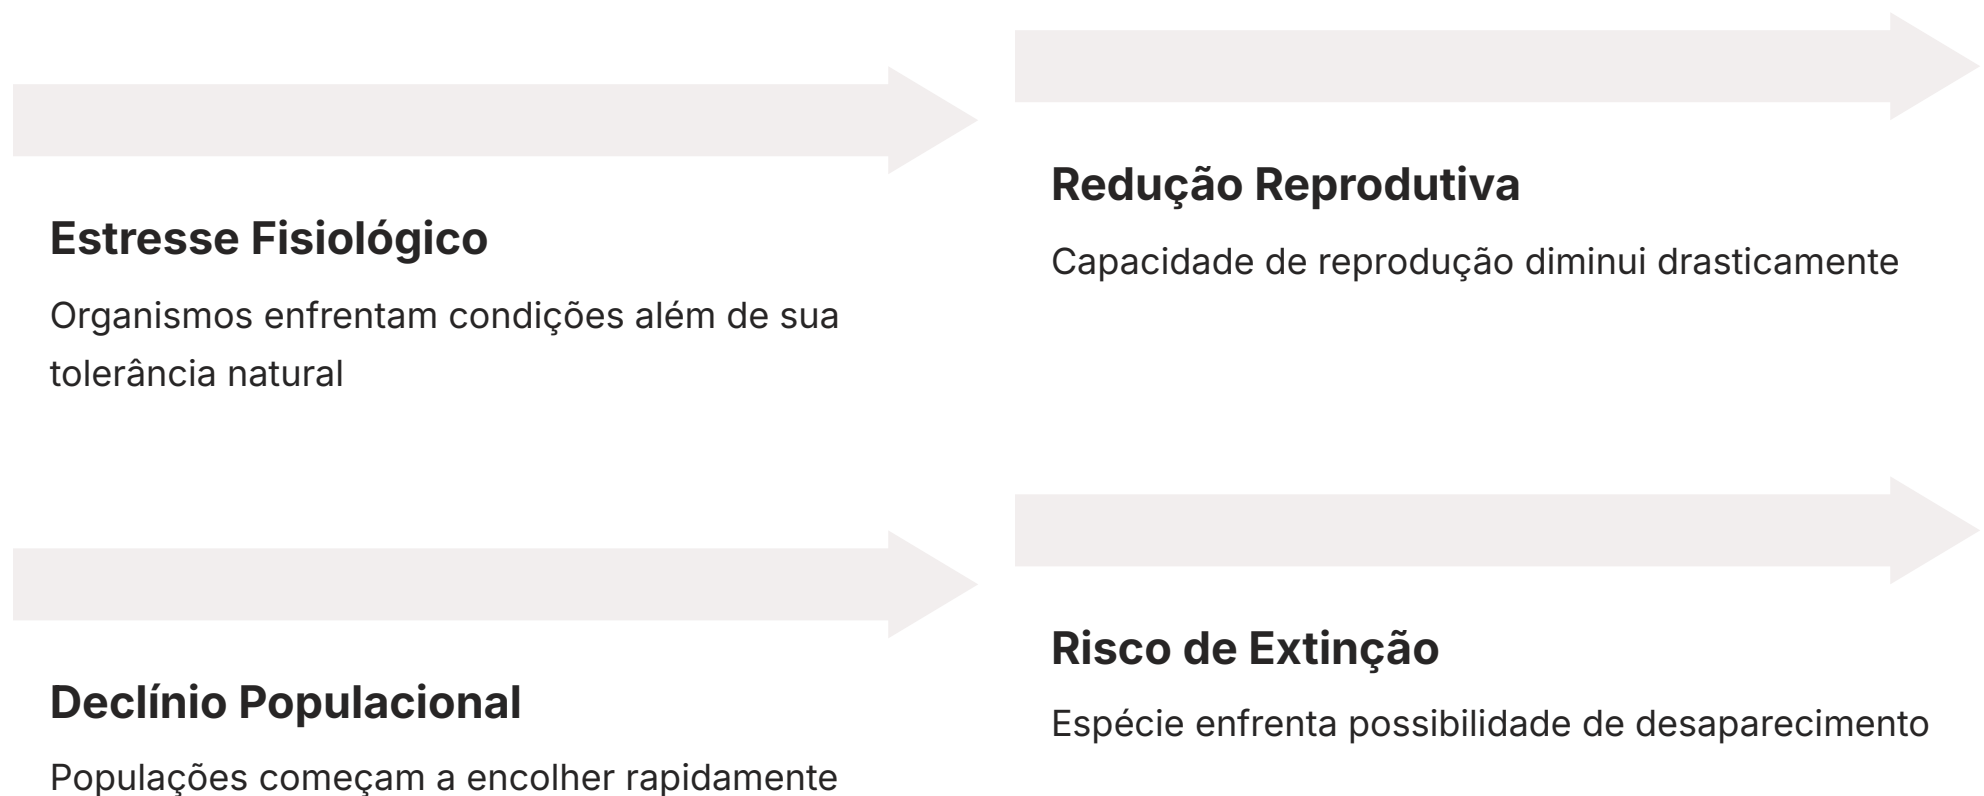 Estresse Fisiológico
Organismos enfrentam condições além de sua
tolerância natural
Redução Reprodutiva
Capacidade de reprodução diminui drasticamente
Declínio Populacional
Populações começam a encolher rapidamente
Risco de Extinção
Espécie enfrenta possibilidade de desaparecimento